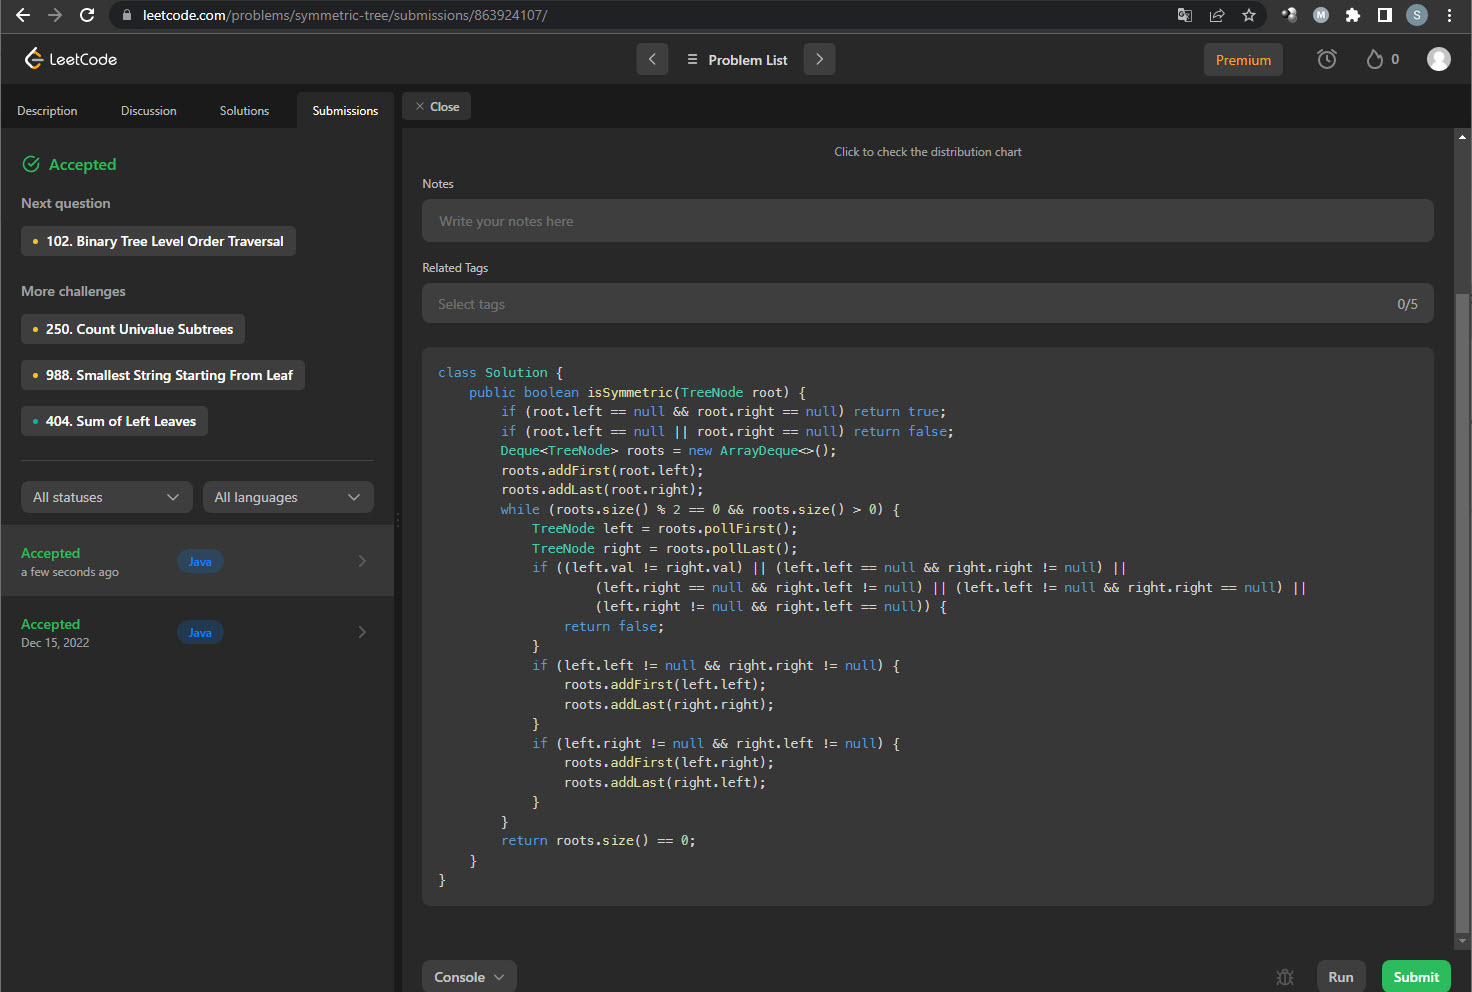 leetcode.com/problems/symmetric-tree/submissions/863924107/
M
S
LeetCode
Problem List
Premium
0
Description
Discussion
Solutions
Submissions
Close
Accepted
Next question
102. Binary Tree Level Order Traversal
More challenges
250. Count Univalue Subtrees
988. Smallest String Starting From Leaf
404. Sum of Left Leaves
All statuses
All languages
Accepted
a few seconds ago
Java
Accepted
Dec 15, 2022
Java
Click to check the distribution chart
Notes
Write your notes here
Related Tags
Select tags
0/5
class Solution {
    public boolean isSymmetric(TreeNode root) {
        if (root.left == null && root.right == null) return true;
        if (root.left == null || root.right == null) return false;
        Deque<TreeNode> roots = new ArrayDeque<>();
        roots.addFirst(root.left);
        roots.addLast(root.right);
        while (roots.size() % 2 == 0 && roots.size() > 0) {
            TreeNode left = roots.pollFirst();
            TreeNode right = roots.pollLast();
            if ((left.val != right.val) || (left.left == null && right.right != null) ||
                    (left.right == null && right.left != null) || (left.left != null && right.right == null) ||
                    (left.right != null && right.left == null)) {
                return false;
            }
            if (left.left != null && right.right != null) {
                roots.addFirst(left.left);
                roots.addLast(right.right);
            }
            if (left.right != null && right.left != null) {
                roots.addFirst(left.right);
                roots.addLast(right.left);
            }
        }
        return roots.size() == 0;
    }
}
Console
Run
Submit